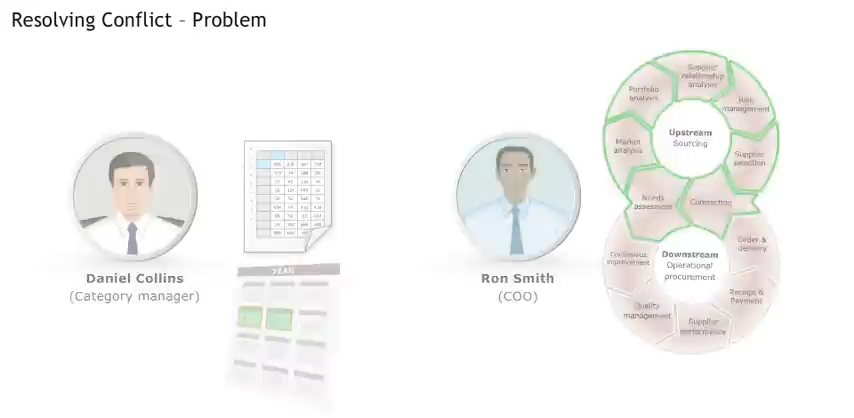 Resolving Conflict – Problem
Supplier
relationship
analysis
Portfolio
analysis
Risk
management
Upstream
Sourcing
Market
analysis
Supplier
selection
Needs
assessment
Contracting
Daniel Collins
(Category manager)
YEAR
Ron Smith
(COO)
Downstream
Operational
procurement
Order &
delivery
Continuous
improvement
Receipt &
Payment
Quality
management
Supplier
performance